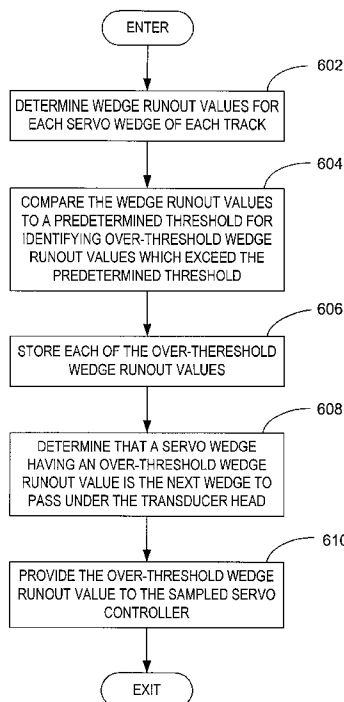 ENTER
602
DETERMINE WEDGE RUNOUT VALUES FOR
EACH SERVO WEDGE OF EACH TRACK
604
COMPARE THE WEDGE RUNOUT VALUES
TO A PREDETERMINED THRESHOLD FOR
IDENTIFYING OVER-THRESHOLD WEDGE
RUNOUT VALUES WHICH EXCEED THE
PREDETERMINED THRESHOLD
606
STORE EACH OF THE OVER-THERESHOLD
WEDGE RUNOUT VALUES
608
DETERMINE THAT A SERVO WEDGE
HAVING AN OVER-THRESHOLD WEDGE
RUNOUT VALUE IS THE NEXT WEDGE TO
PASS UNDER THE TRANSDUCER HEAD
610
PROVIDE THE OVER-THRESHOLD WEDGE
RUNOUT VALUE TO THE SAMPLED SERVO
CONTROLLER
EXIT